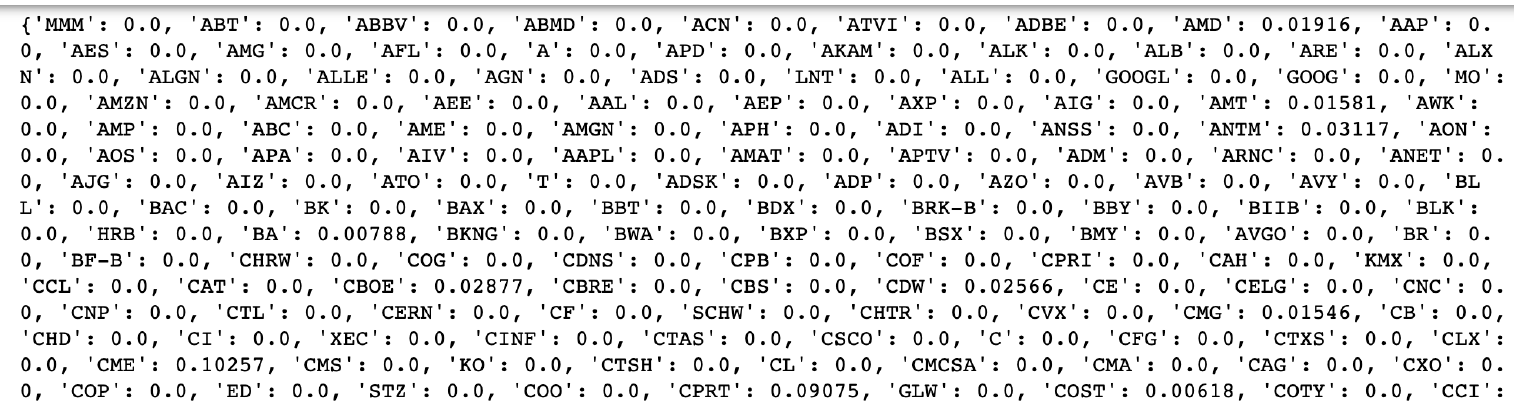 {'MMM': 0.0, 'ABT': 0.0, 'ABBV': 0.0, 'ABMD': 0.0, 'ACN': 0.0, 'ATVI': 0.0, 'ADBE': 0.0, 'AMD': 0.01916, 'AAP': 0.
0, 'AES': 0.0, 'AMG': 0.0, 'AFL': 0.0, 'A': 0.0, 'APD': 0.0, 'AKAM': 0.0, 'ALK': 0.0, 'ALB': 0.0, 'ARE': 0.0, 'ALX
N': 0.0, 'ALGN': 0.0, 'ALLE': 0.0, 'AGN': 0.0, 'ADS': 0.0, 'LNT': 0.0, 'ALL': 0.0, 'GOOGL': 0.0, 'GOOG': 0.0, 'MO':
0.0, 'AMZN': 0.0, 'AMCR': 0.0, 'AEE': 0.0, 'AAL': 0.0, 'AEP': 0.0, 'AXP': 0.0, 'AIG': 0.0, 'AMT': 0.01581, 'AWK':
0.0, 'AMP': 0.0, 'ABC': 0.0, 'AME': 0.0, 'AMGN': 0.0, 'APH': 0.0, 'ADI': 0.0, 'ANSS': 0.0, 'ANTM': 0.03117, 'AON':
0.0, 'AOS': 0.0, 'APA': 0.0, 'AIV': 0.0, 'AAPL': 0.0, 'AMAT': 0.0, 'APTV': 0.0, 'ADM': 0.0, 'ARNC': 0.0, 'ANET': 0.
0, 'AJG': 0.0, 'AIZ': 0.0, 'ATO': 0.0, 'T': 0.0, 'ADSK': 0.0, 'ADP': 0.0, 'AZO': 0.0, 'AVB': 0.0, 'AVY': 0.0, 'BL
L': 0.0, 'BAC': 0.0, 'BK': 0.0, 'BAX': 0.0, 'BBT': 0.0, 'BDX': 0.0, 'BRK-B': 0.0, 'BBY': 0.0, 'BIIB': 0.0, 'BLK':
0.0, 'HRB': 0.0, 'BA': 0.00788, 'BKNG': 0.0, 'BWA': 0.0, 'BXP': 0.0, 'BSX': 0.0, 'BMY': 0.0, 'AVGO': 0.0, 'BR': 0.
0, 'BF-B': 0.0, 'CHRW': 0.0, 'COG': 0.0, 'CDNS': 0.0, 'CPB': 0.0, 'COF': 0.0, 'CPRI': 0.0, 'CAH': 0.0, 'KMX': 0.0,
'CCL': 0.0, 'CAT': 0.0, 'CBOE': 0.02877, 'CBRE': 0.0, 'CBS': 0.0, 'CDW': 0.02566, 'CE': 0.0, 'CELG': 0.0, 'CNC': 0.
0, 'CNP': 0.0, 'CTL': 0.0, 'CERN': 0.0, 'CF': 0.0, 'SCHW': 0.0, 'CHTR': 0.0, 'CVX': 0.0, 'CMG': 0.01546, 'CB': 0.0,
'CHD': 0.0, 'CI': 0.0, 'XEC': 0.0, 'CINF': 0.0, 'CTAS': 0.0, 'CSCO': 0.0, 'C': 0.0, 'CFG': 0.0, 'CTXS': 0.0, 'CLX':
0.0, 'CME': 0.10257, 'CMS': 0.0, 'KO': 0.0, 'CTSH': 0.0, 'CL': 0.0, 'CMCSA': 0.0, 'CMA': 0.0, 'CAG': 0.0, 'CXO': 0.
0, 'COP': 0.0, 'ED': 0.0, 'STZ': 0.0, 'COO': 0.0, 'CPRT': 0.09075, 'GLW': 0.0, 'COST': 0.00618, 'COTY': 0.0, 'CCI':